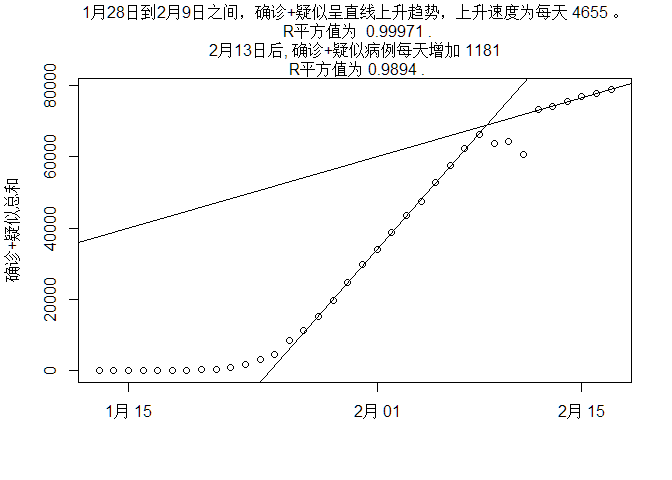 1月28日到2月9日之间，确诊+疑似呈直线上升趋势，上升速度为每天 4655 。
R平方值为  0.99971 .
2月13日后, 确诊+疑似病例每天增加 1181
R平方值为 0.9894 .
确诊+疑似总和
80000
60000
40000
20000
0
1月 15
2月 01
2月 15